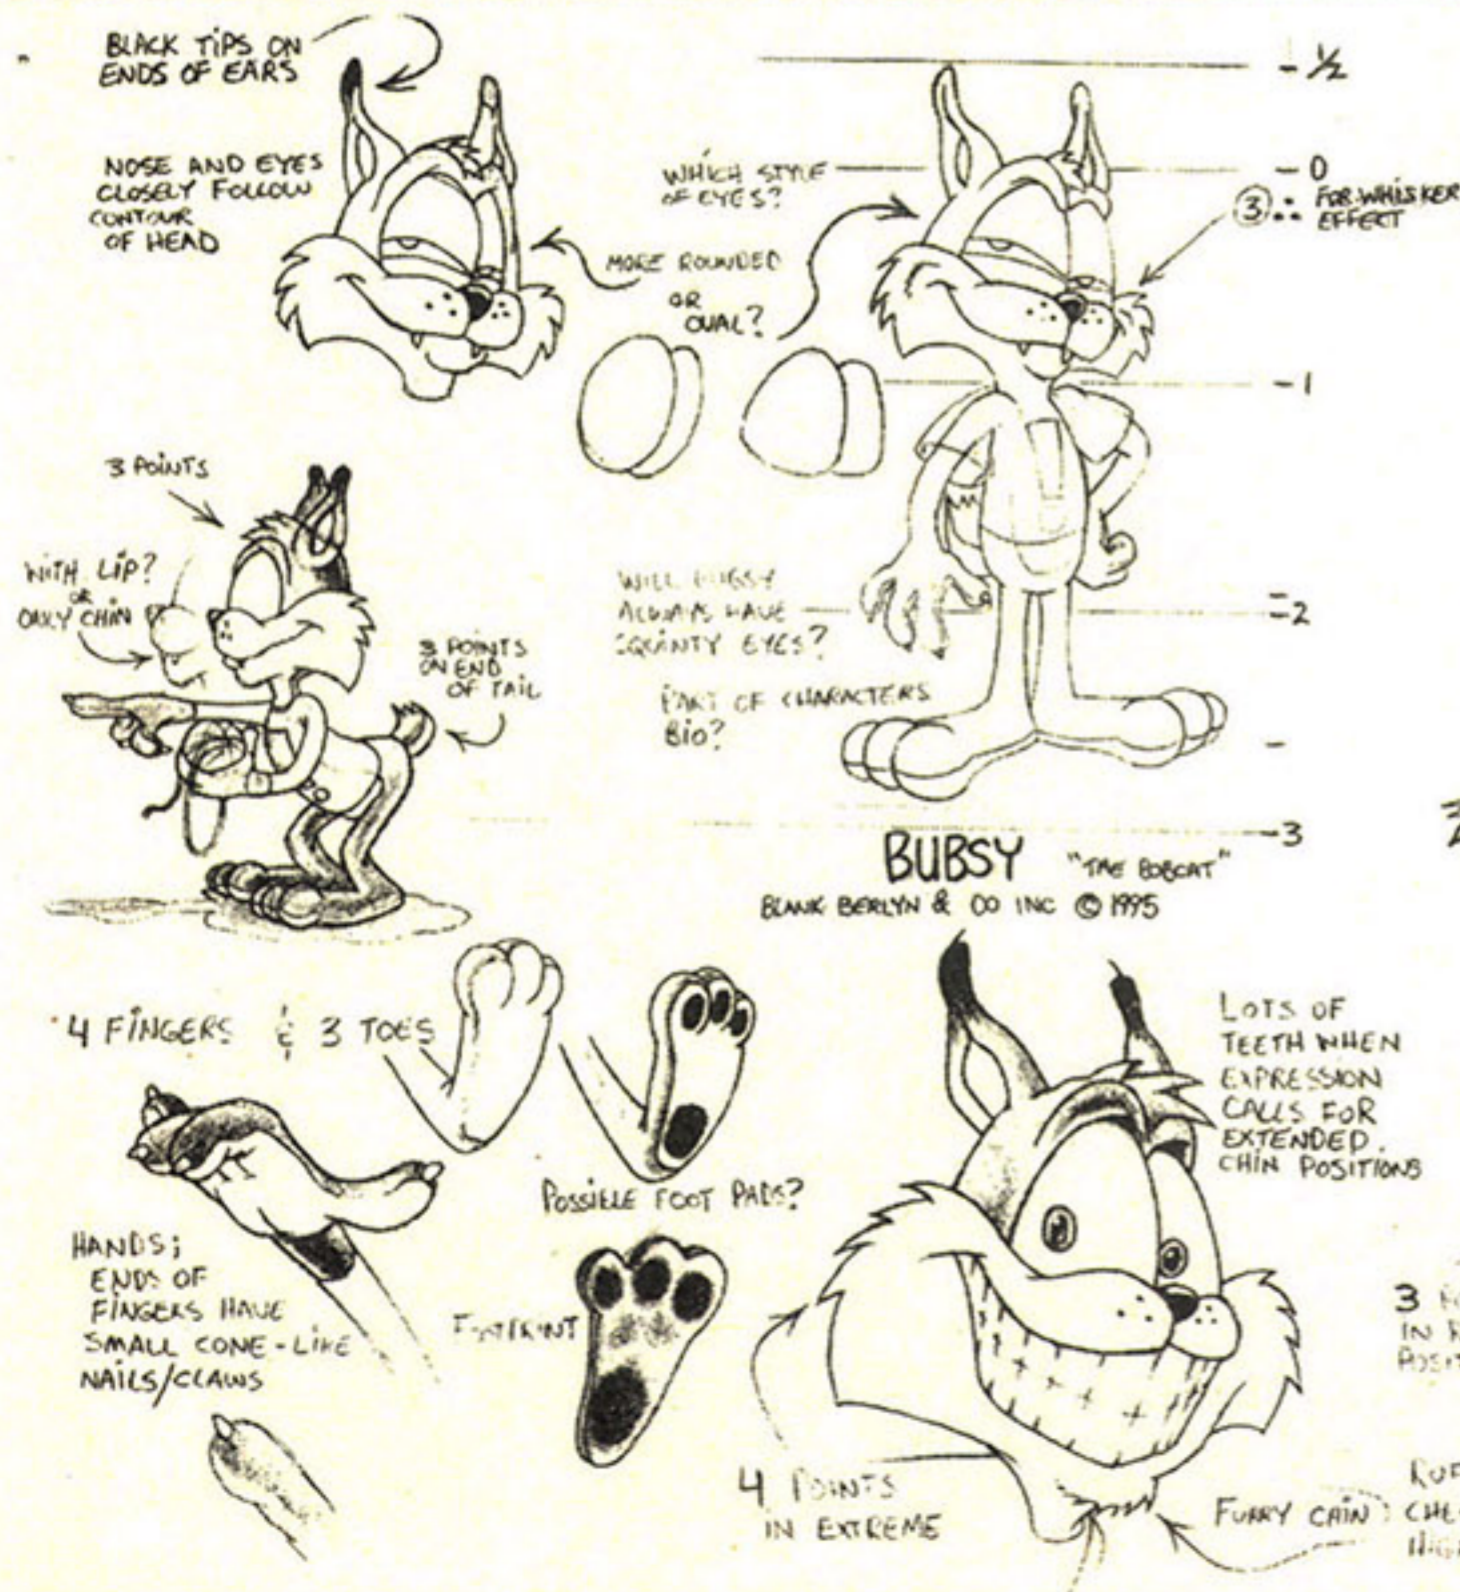 BLACK TIPS ON
ENDS OF EARS
NOSE AND EYES
CLOSELY FOLLOW
CONTOUR
OF HEAD
WHICH STYLE
OF EYES?
MORE ROUNDED
OR
OVAL?
- ½
- 0
③ FOR WHISKER
EFFECT
- 1
3 POINTS
WITH LIP?
OR
ONLY CHIN
3 POINTS
ON END
OF TAIL
WILL BUBSY
ALWAYS HAVE
SQUINTY EYES?
PART OF CHARACTERS
BIO?
- 2
-
- 3
BUBSY "THE BOBCAT"
BLANK BERLYN & CO INC © 1995
4 FINGERS & 3 TOES
POSSIBLE FOOT PADS?
HANDS;
ENDS OF
FINGERS HAVE
SMALL CONE-LIKE
NAILS/CLAWS
FOOTPRINT
LOTS OF
TEETH WHEN
EXPRESSION
CALLS FOR
EXTENDED
CHIN POSITIONS
4 POINTS
IN EXTREME
FURRY CHIN
3
IN